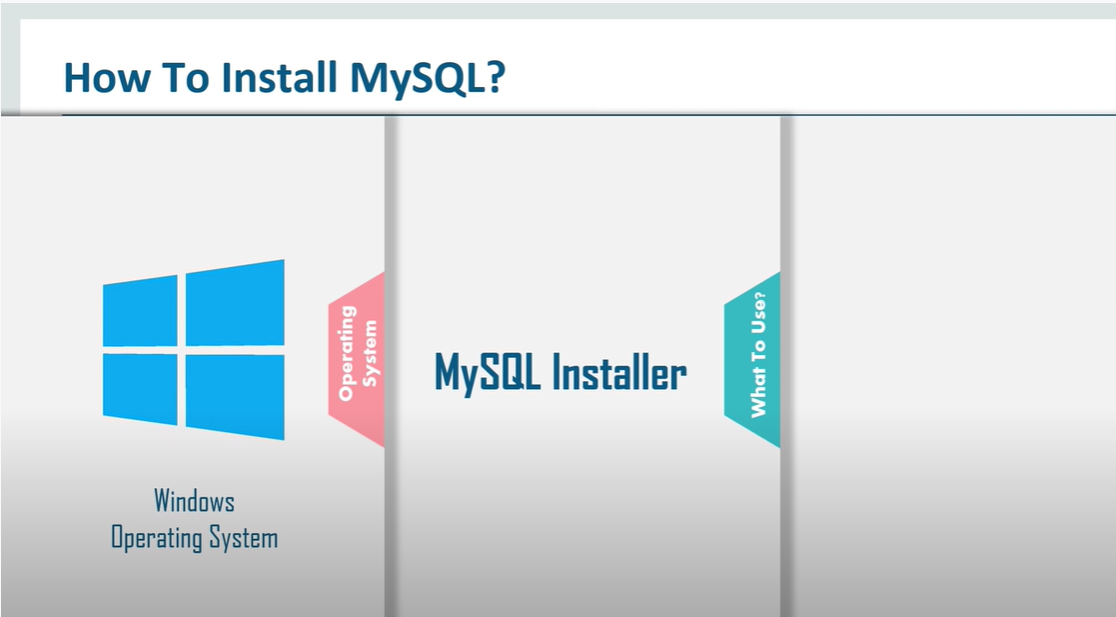 How To Install MySQL?
Operating
System
Windows
Operating System
MySQL Installer
What To Use?